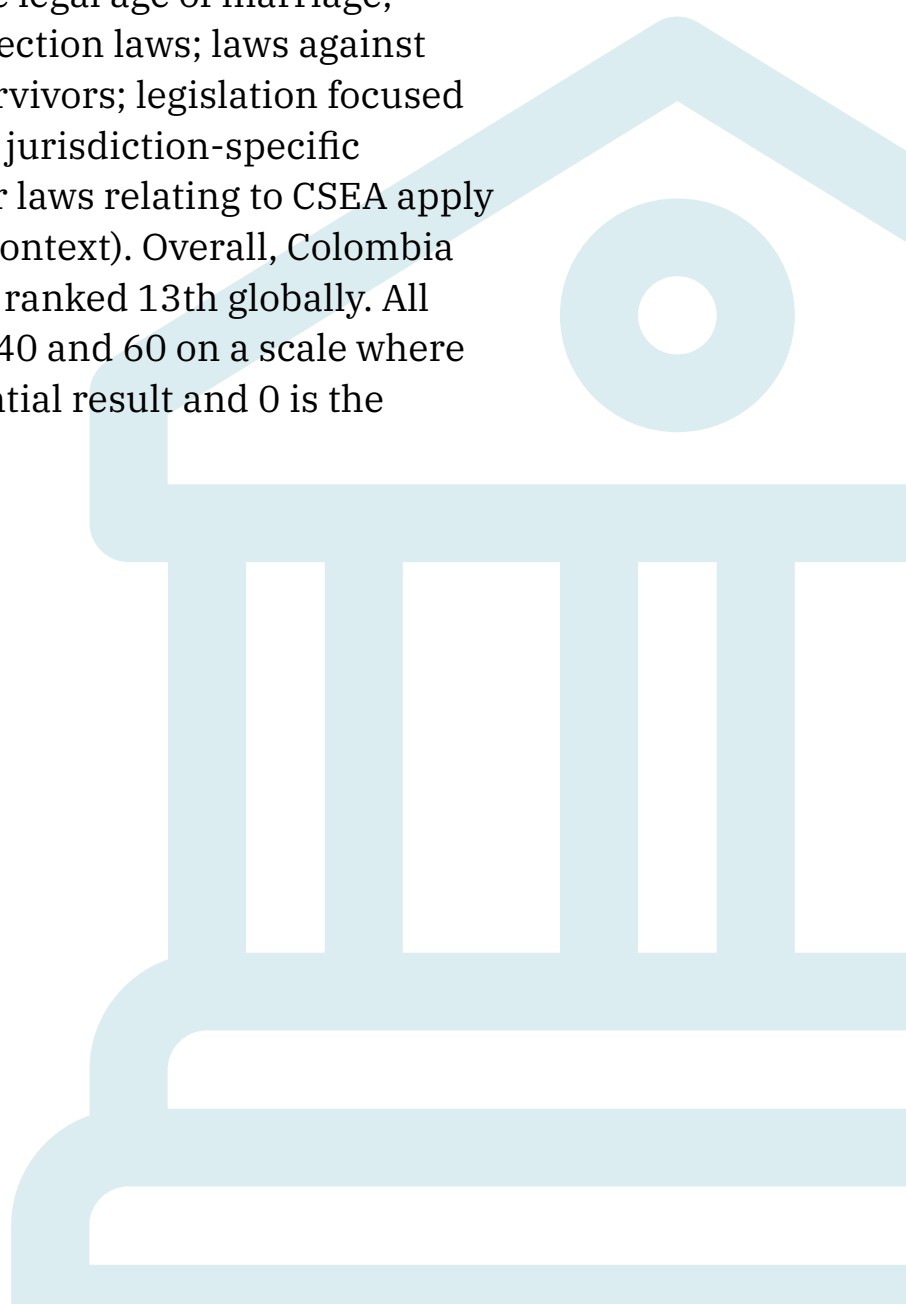 legal age of marriage,
ection laws; laws against
rvivors; legislation focused
jurisdiction-specific
r laws relating to CSEA apply
ontext). Overall, Colombia
ranked 13th globally. All
40 and 60 on a scale where
ntial result and 0 is the